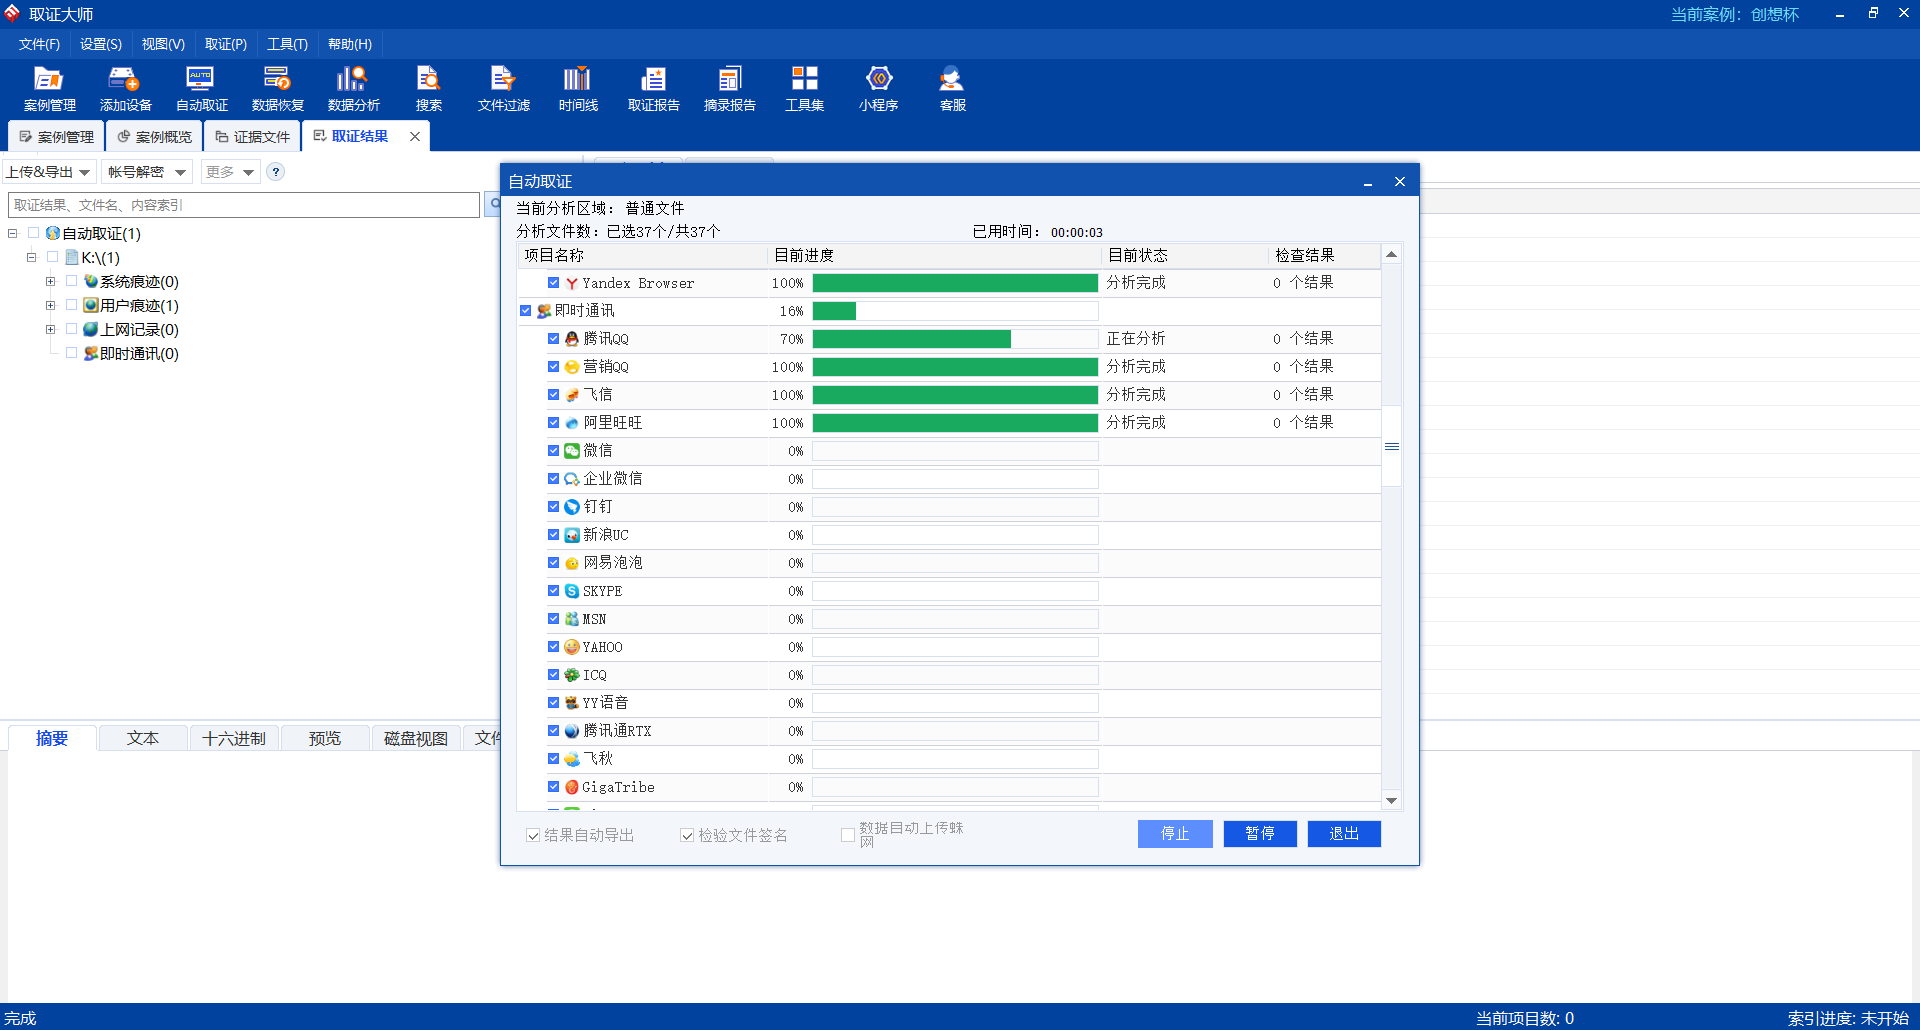 取证大师
当前案例：创想杯
文件(F) 设置(S) 视图(V) 取证(P) 工具(T) 帮助(H)
案例管理 添加设备 自动取证 数据恢复 数据分析 搜索 文件过滤 时间线 取证报告 摘录报告 工具集 小程序 客服
AUTO
案例管理 案例概览 证据文件 取证结果
上传&导出 帐号解密 更多 ?
取证结果、文件名、内容索引
自动取证(1)
K:\(1)
系统痕迹(0)
用户痕迹(1)
上网记录(0)
即时通讯(0)
摘要 文本 十六进制 预览 磁盘视图
自动取证
当前分析区域： 普通文件
分析文件数：已选37个/共37个 已用时间： 00:00:03
项目名称 目前进度 目前状态 检查结果
Yandex Browser 100% 分析完成 0 个结果
即时通讯 16%
腾讯QQ 70% 正在分析 0 个结果
营销QQ 100% 分析完成 0 个结果
飞信 100% 分析完成 0 个结果
阿里旺旺 100% 分析完成 0 个结果
微信 0%
企业微信 0%
钉钉 0%
新浪UC 0%
网易泡泡 0%
SKYPE 0%
MSN 0%
YAHOO 0%
ICQ 0%
YY语音 0%
腾讯通RTX 0%
飞秋 0%
GigaTribe 0%
结果自动导出 检验文件签名 数据自动上传蛛
网
停止 暂停 退出
完成 当前项目数: 0 索引进度: 未开始